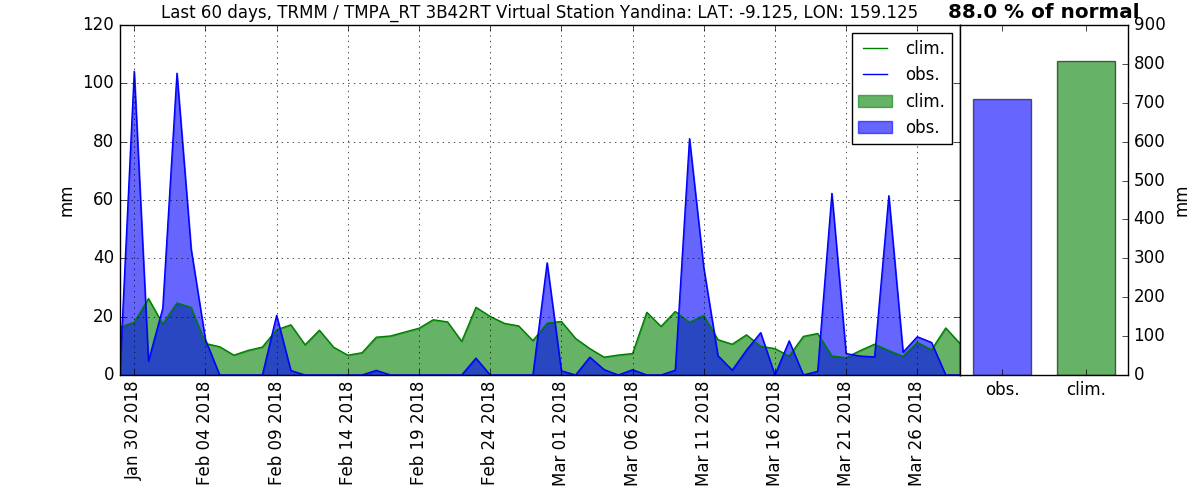 Last 60 days, TRMM / TMPA_RT 3B42RT Virtual Station Yandina: LAT: -9.125, LON: 159.125
88.0 % of normal
120
100
80
60
40
20
0
mm
clim.
obs.
clim.
obs.
Jan 30 2018
Feb 04 2018
Feb 09 2018
Feb 14 2018
Feb 19 2018
Feb 24 2018
Mar 01 2018
Mar 06 2018
Mar 11 2018
Mar 16 2018
Mar 21 2018
Mar 26 2018
900
800
700
600
500
400
300
200
100
0
mm
obs.
clim.